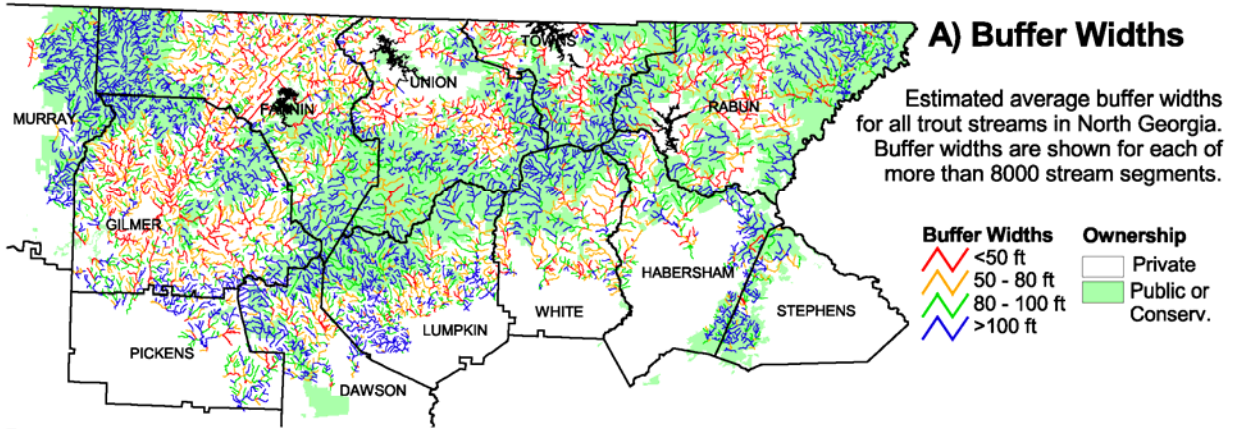 A) Buffer Widths
Estimated average buffer widths
for all trout streams in North Georgia.
Buffer widths are shown for each of
more than 8000 stream segments.
Buffer Widths
<50 ft
50 - 80 ft
80 - 100 ft
>100 ft
Ownership
Private
Public or
Conserv.
TOWNS
UNION
FANNIN
RABUN
MURRAY
GILMER
HABERSHAM
WHITE
STEPHENS
LUMPKIN
PICKENS
DAWSON